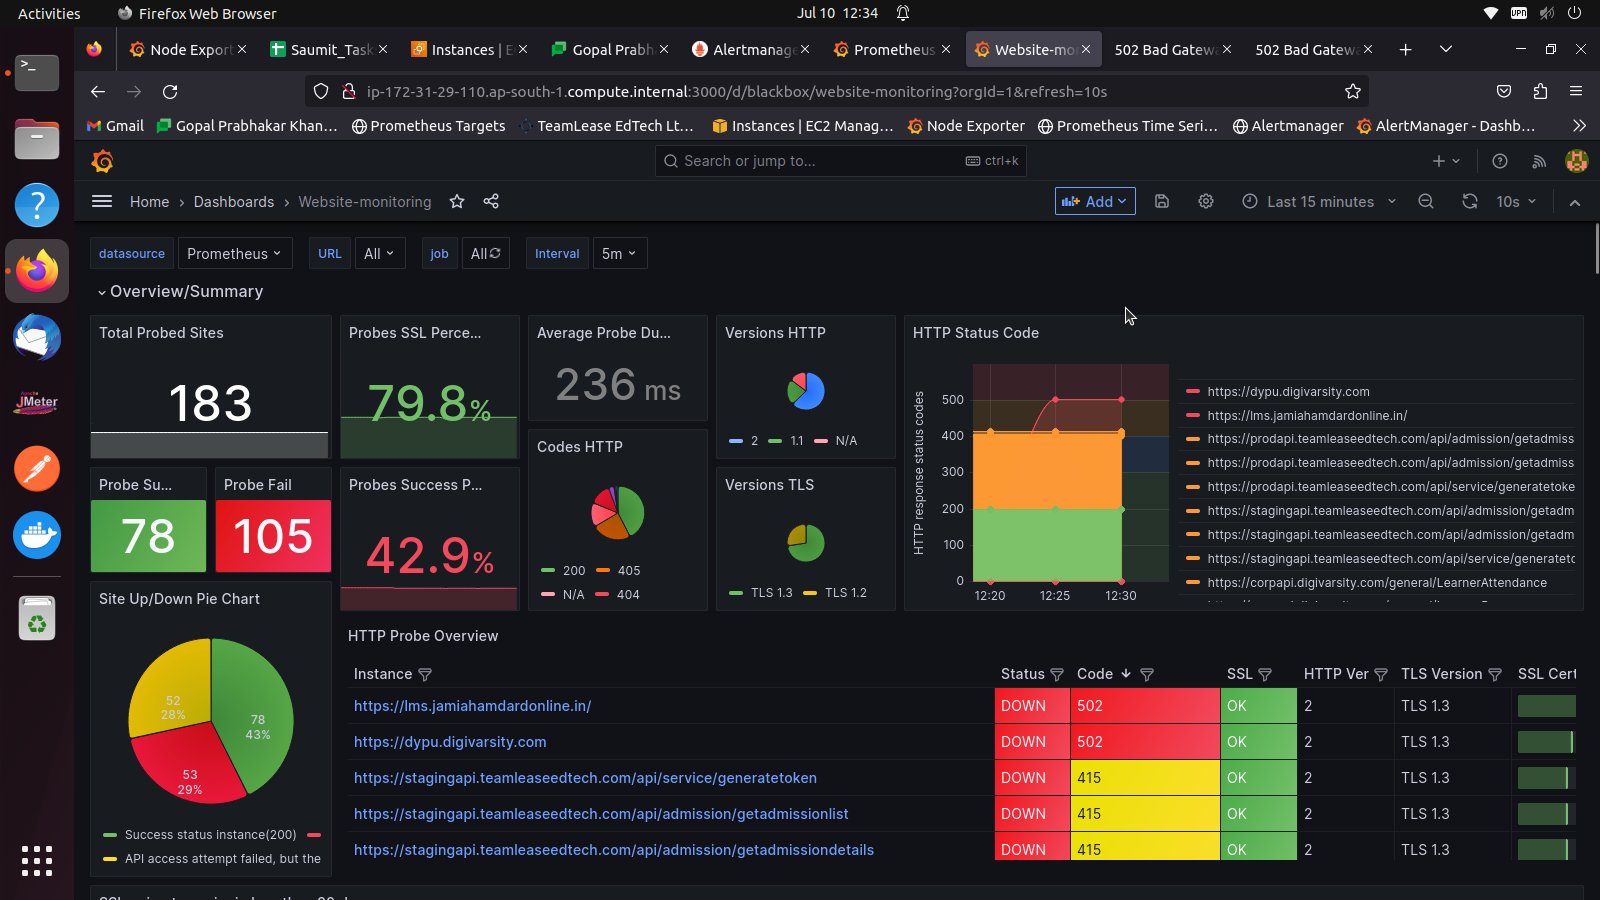 Activities
Firefox Web Browser
Jul 10 12:34
VPN
Node Export
Saumit_Task
Instances | E
Gopal Prabh
Alertmanage
Prometheus
Website-mo
502 Bad Gatewa
502 Bad Gatewa
ip-172-31-29-110.ap-south-1.compute.internal:3000/d/blackbox/website-monitoring?orgId=1&refresh=10s
Gmail
Gopal Prabhakar Khan...
Prometheus Targets
TeamLease EdTech Lt...
Instances | EC2 Manag...
Node Exporter
Prometheus Time Seri...
Alertmanager
AlertManager - Dashb...
Search or jump to...
ctrl+k
Home › Dashboards › Website-monitoring
Add
Last 15 minutes
10s
datasource
Prometheus
URL
All
job
All
Interval
5m
Overview/Summary
Total Probed Sites
183
Probes SSL Perce...
79.8%
Average Probe Du...
236 ms
Versions HTTP
2
1.1
N/A
HTTP Status Code
HTTP response status codes
500
400
300
200
100
0
12:20
12:25
12:30
https://dypu.digivarsity.com
https://lms.jamiahamdardonline.in/
https://prodapi.teamleaseedtech.com/api/admission/getadmiss
https://prodapi.teamleaseedtech.com/api/admission/getadmiss
https://prodapi.teamleaseedtech.com/api/service/generatetoke
https://stagingapi.teamleaseedtech.com/api/admission/getadm
https://stagingapi.teamleaseedtech.com/api/admission/getadm
https://stagingapi.teamleaseedtech.com/api/service/generatetc
https://corpapi.digivarsity.com/general/LearnerAttendance
Probe Su...
78
Probe Fail
105
Probes Success P...
42.9%
Codes HTTP
200
405
N/A
404
Versions TLS
TLS 1.3
TLS 1.2
Site Up/Down Pie Chart
52
28%
78
43%
53
29%
Success status instance(200)
API access attempt failed, but the
HTTP Probe Overview
Instance
Status
Code
SSL
HTTP Ver
TLS Version
SSL Cert
https://lms.jamiahamdardonline.in/ DOWN 502 OK 2 TLS 1.3
https://dypu.digivarsity.com DOWN 502 OK 2 TLS 1.3
https://stagingapi.teamleaseedtech.com/api/service/generatetoken DOWN 415 OK 2 TLS 1.3
https://stagingapi.teamleaseedtech.com/api/admission/getadmissionlist DOWN 415 OK 2 TLS 1.3
https://stagingapi.teamleaseedtech.com/api/admission/getadmissiondetails DOWN 415 OK 2 TLS 1.3
JMeter